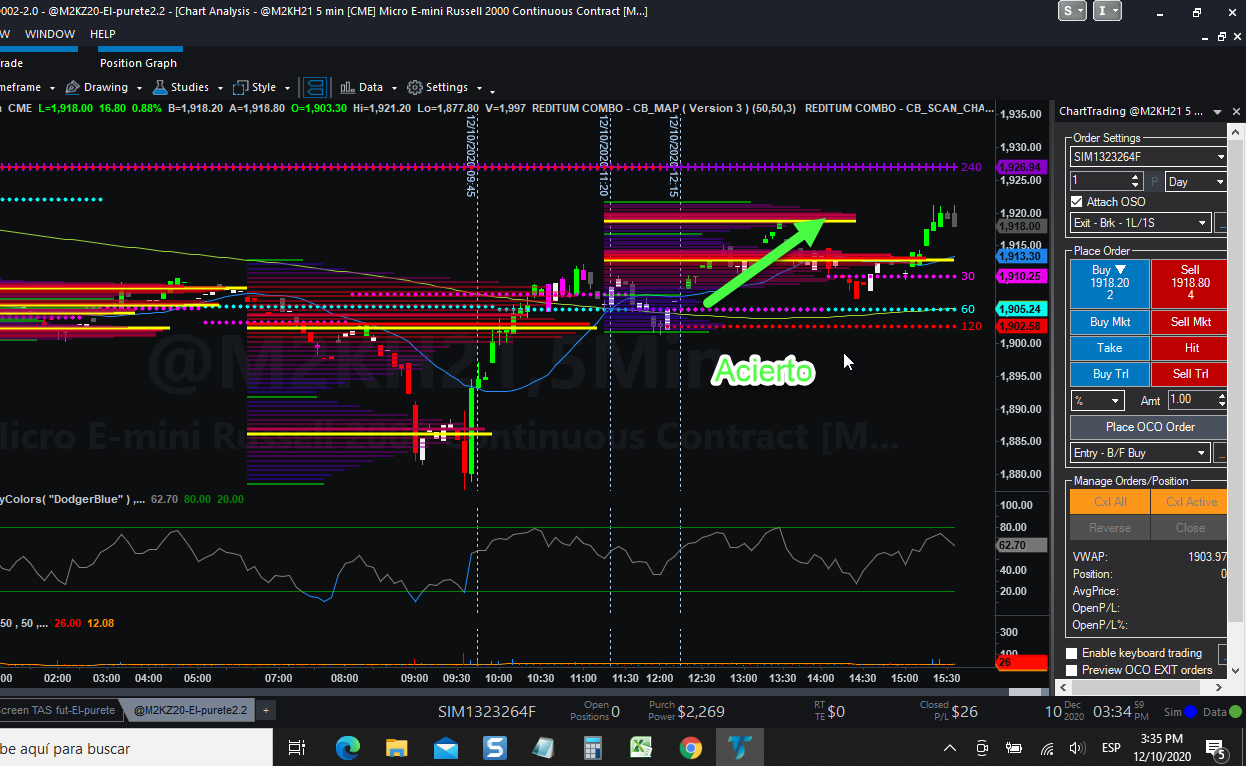 002-2.0 - @M2KZ20-El-purete2.2 - [Chart Analysis - @M2KH21 5 min [CME] Micro E-mini Russell 2000 Continuous Contract [M...]
S I
W WINDOW HELP
rade Position Graph
meframe Drawing Studies Style Data Settings
CME L=1,918.00 16.80 0.88% B=1,918.20 A=1,918.80 O=1,903.30 Hi=1,921.20 Lo=1,877.80 V=1,997 REDITUM COMBO - CB_MAP ( Version 3 ) (50,50,3) REDITUM COMBO - CB_SCAN_CHA...
12/10/2020 09:45
12/10/2020 11:20
12/10/2020 12:15
240
30
60
120
1,935.00
1,930.00
1,926.94
1,925.00
1,920.00
1,918.00
1,915.00
1,913.30
1,910.25
1,905.24
1,902.58
1,900.00
1,895.00
1,890.00
1,885.00
1,880.00
@M2KH21 5 Min
Micro E-mini Russell 2000 Continuous Contract [M...
Acierto
yColors( "DodgerBlue" ) ,... 62.70 80.00 20.00
100.00
80.00
62.70
40.00
20.00
50 , 50 ,... 26.00 12.08
300
100
26
:00 02:00 03:00 04:00 05:00 07:00 08:00 09:00 09:30 10:00 10:30 11:00 11:30 12:00 12:30 13:00 13:30 14:00 14:30 15:00 15:30
ChartTrading @M2KH21 5 ...
Order Settings
SIM1323264F
1 P Day
Attach OSO
Exit - Brk - 1L/1S ...
Place Order
Buy ▼ Sell
1918.20 1918.80
2 4
Buy Mkt Sell Mkt
Take Hit
Buy Trl Sell Trl
% Amt 1.00
Place OCO Order
Entry - B/F Buy ...
Manage Orders/Position
Cxl All Cxl Active
Reverse Close
VWAP: 1903.97
Position: 0
AvgPrice:
OpenP/L:
OpenP/L%:
Enable keyboard trading
Preview OCO EXIT orders
creen TAS fut-El-purete @M2KZ20-El-purete2.2 +
SIM1323264F Open Positions 0 Purch Power $2,269 RT TE $0 Closed P/L $26 10 Dec 2020 03:34 59 PM Sim Data
be aquí para buscar
ESP
3:35 PM
12/10/2020
5